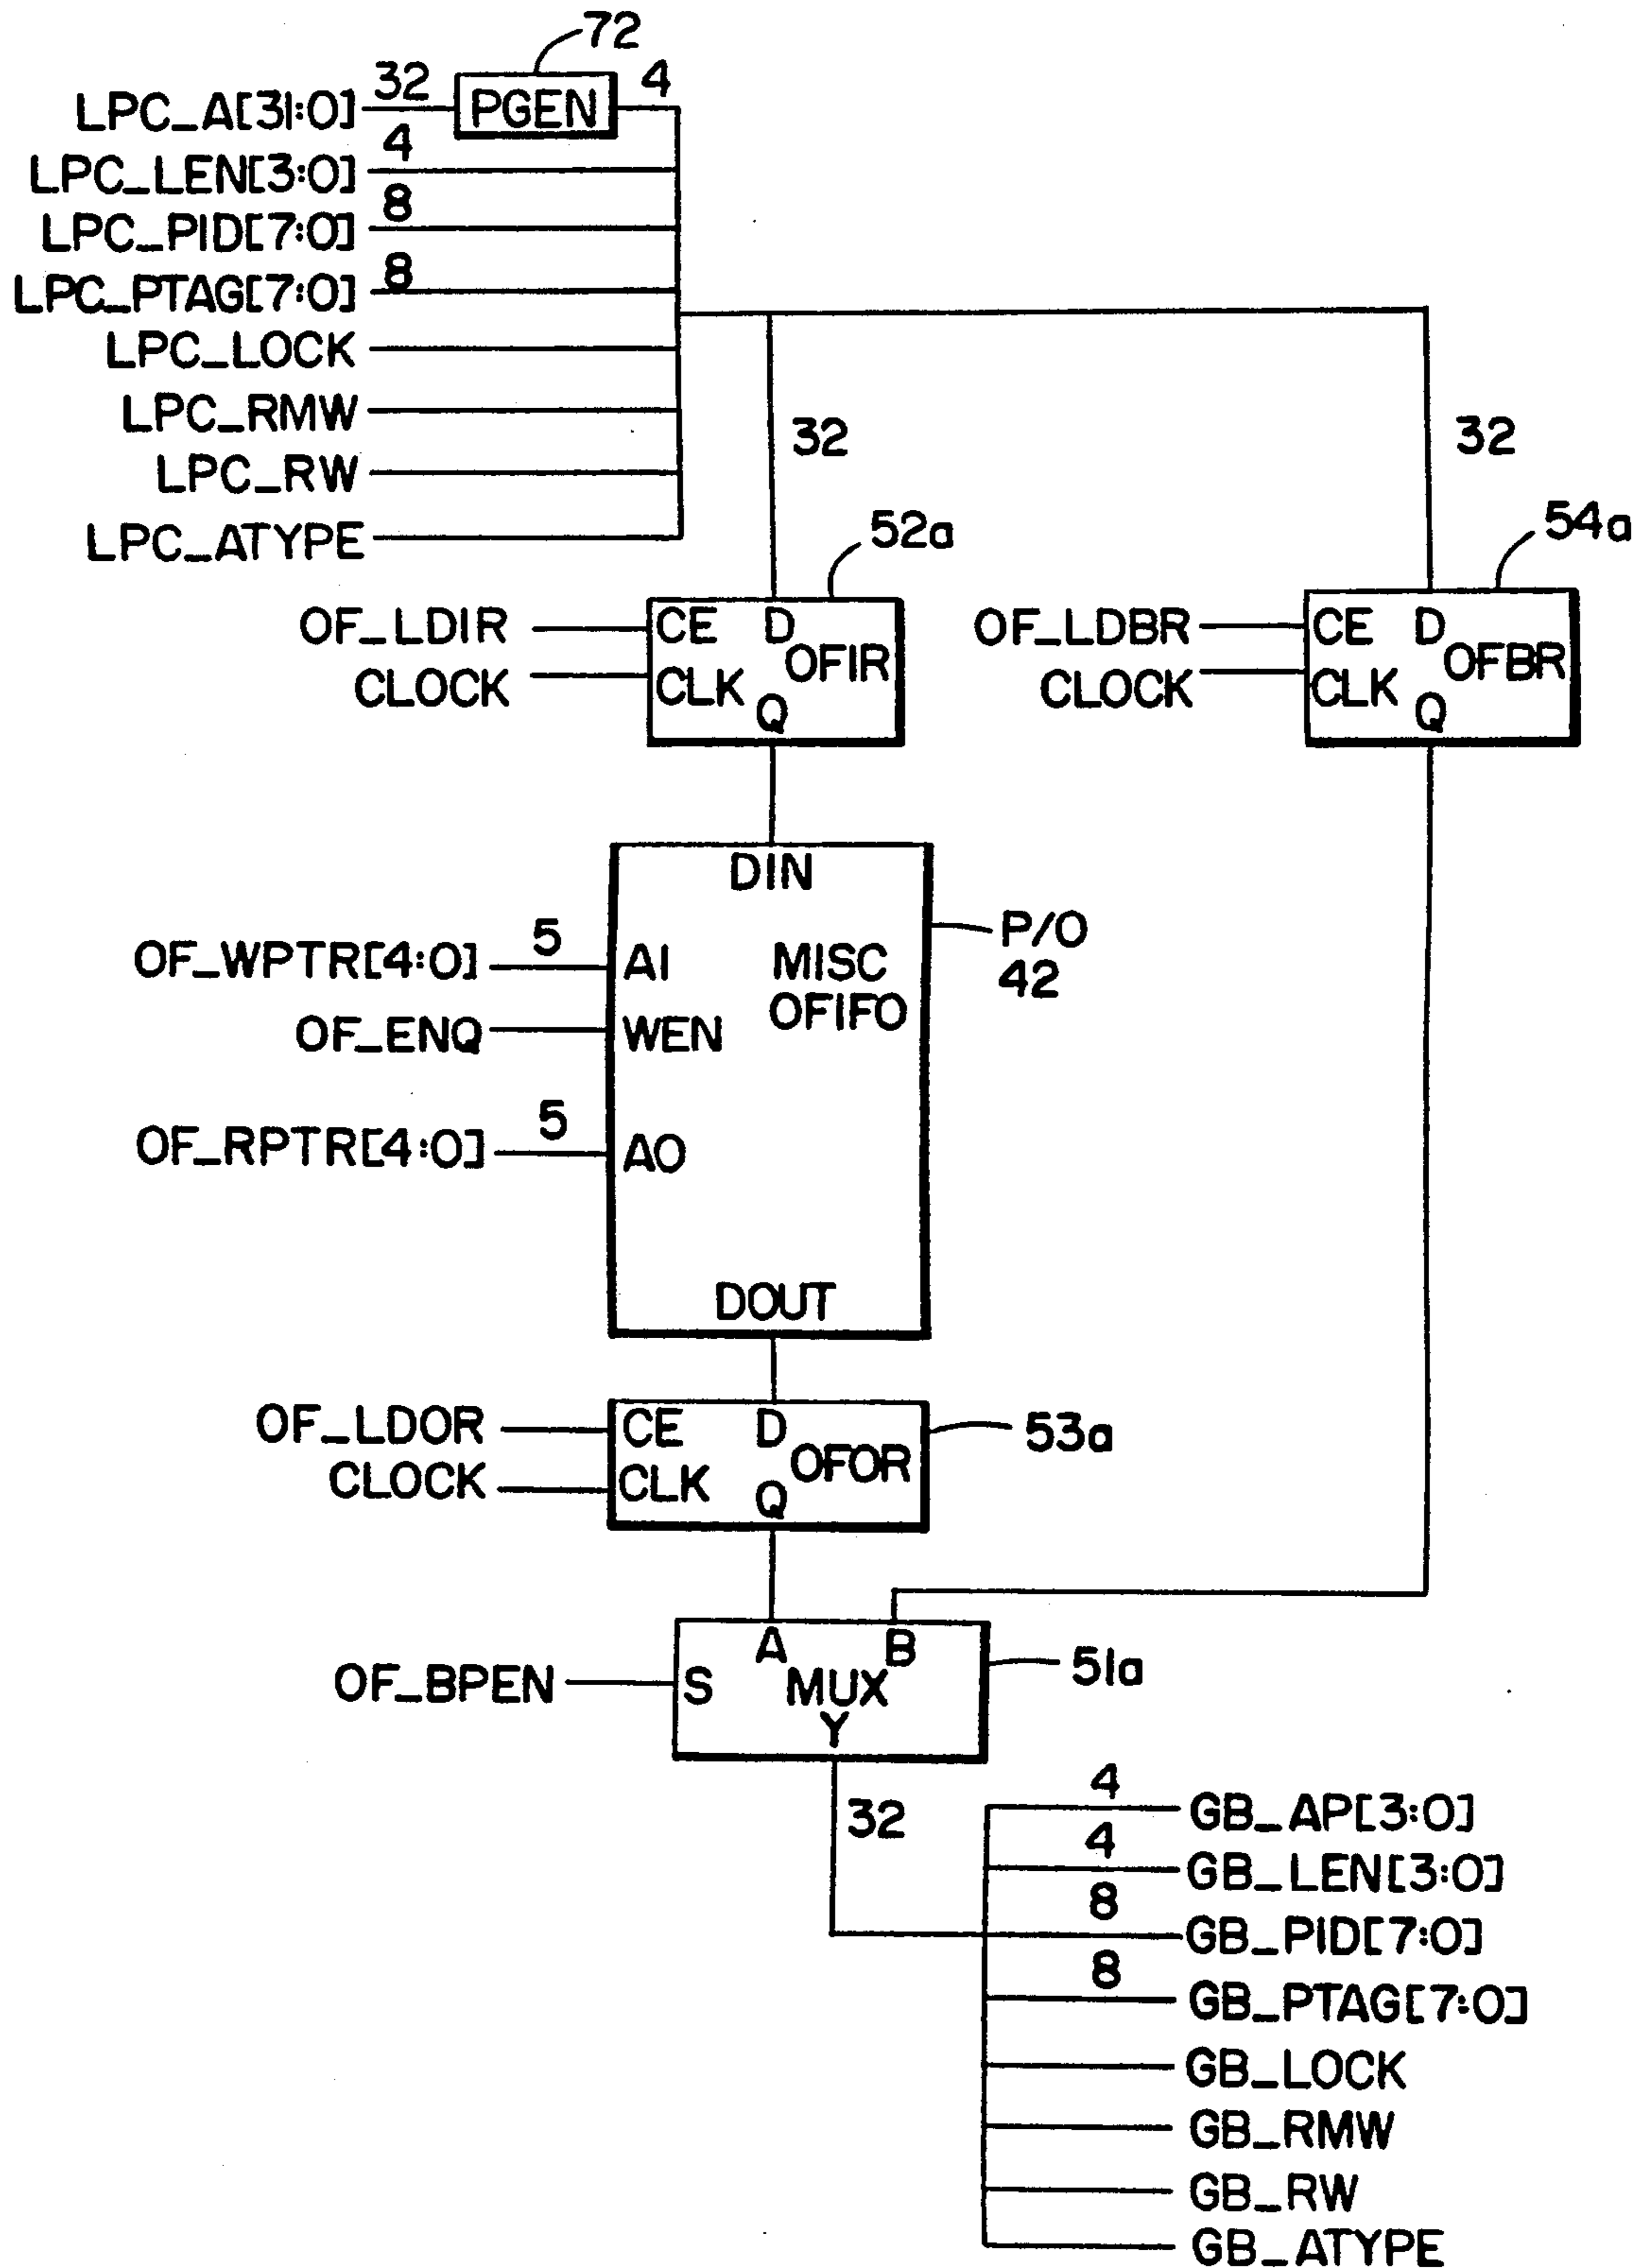 72
LPC_A[31:0] 32 PGEN 4
LPC_LEN[3:0] 4
LPC_PID[7:0] 8
LPC_PTAG[7:0] 8
LPC_LOCK
LPC_RMW
LPC_RW
LPC_ATYPE
32
32
52a
54a
OF_LDIR
CLOCK
CE D
OFIR
CLK
Q
OF_LDBR
CLOCK
CE D
OFBR
CLK
Q
DIN
OF_WPTR[4:0] 5 AI
MISC
OFIFO
P/O
42
OF_ENQ WEN
OF_RPTR[4:0] 5 AO
DOUT
OF_LDOR
CLOCK
CE D
OFOR
CLK
Q
53a
OF_BPEN S
A B
MUX
Y
51a
32
4 GB_AP[3:0]
4 GB_LEN[3:0]
8 GB_PID[7:0]
8 GB_PTAG[7:0]
GB_LOCK
GB_RMW
GB_RW
GB_ATYPE